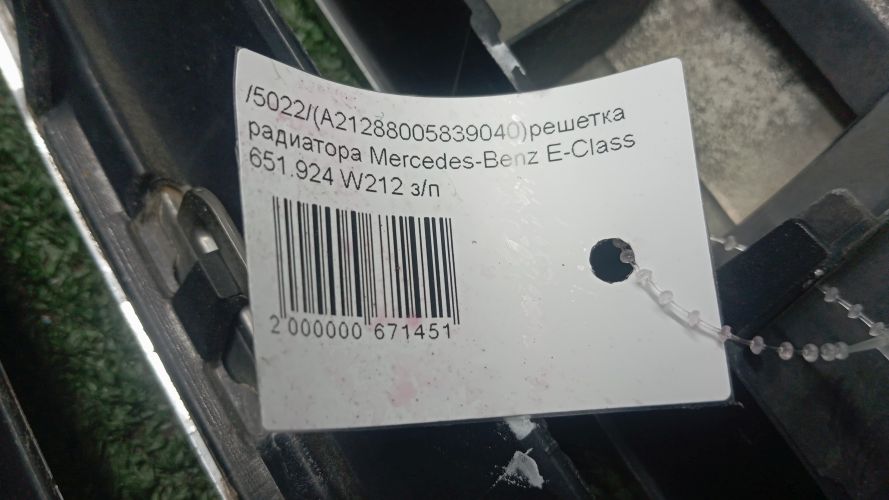 /5022/(A21288005839040)решетка
радиатора Mercedes-Benz E-Class
651.924 W212 з/п
2 000000 671451